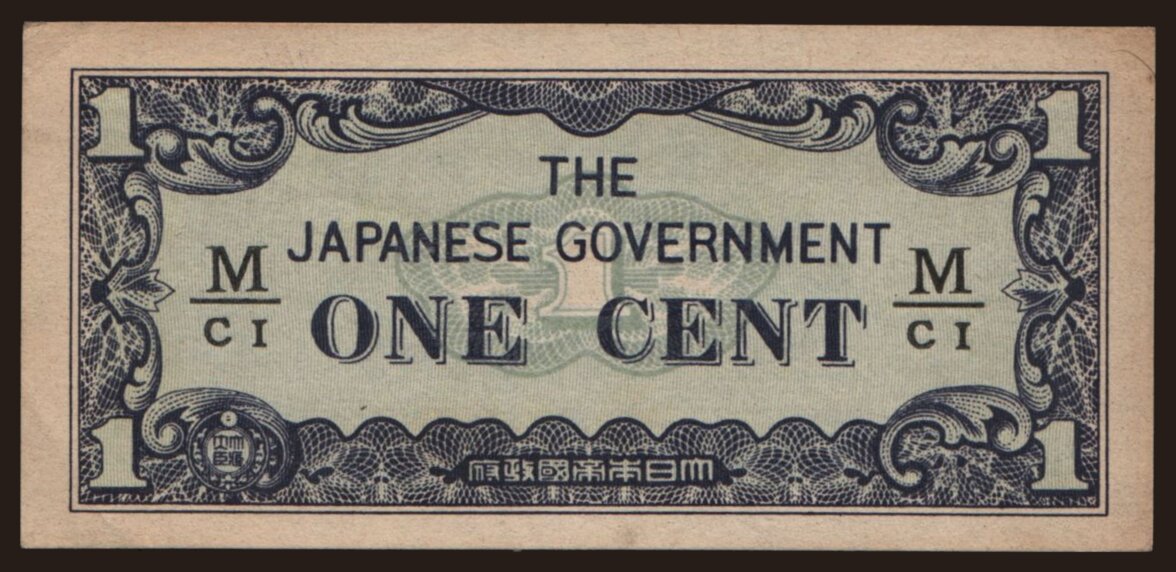 1 1
THE
JAPANESE GOVERNMENT
M M
CI CI
ONE CENT
1 1
府政國帝本日大